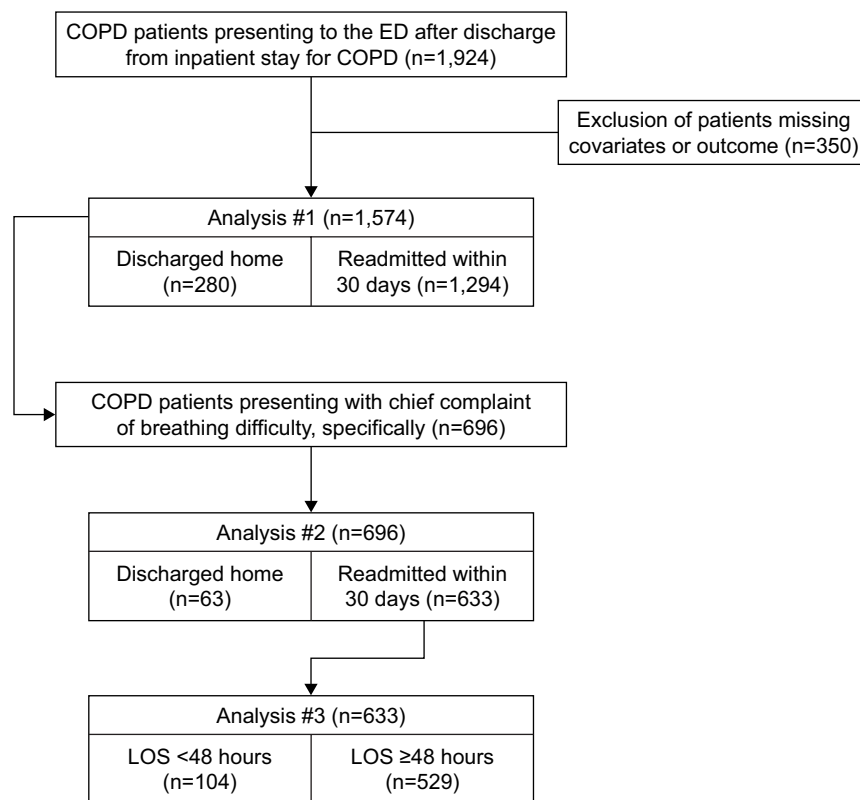 COPD patients presenting to the ED after discharge
from inpatient stay for COPD (n=1,924)
Exclusion of patients missing
covariates or outcome (n=350)
Analysis #1 (n=1,574)
Discharged home
(n=280)
Readmitted within
30 days (n=1,294)
COPD patients presenting with chief complaint
of breathing difficulty, specifically (n=696)
Analysis #2 (n=696)
Discharged home
(n=63)
Readmitted within
30 days (n=633)
Analysis #3 (n=633)
LOS <48 hours
(n=104)
LOS ≥48 hours
(n=529)